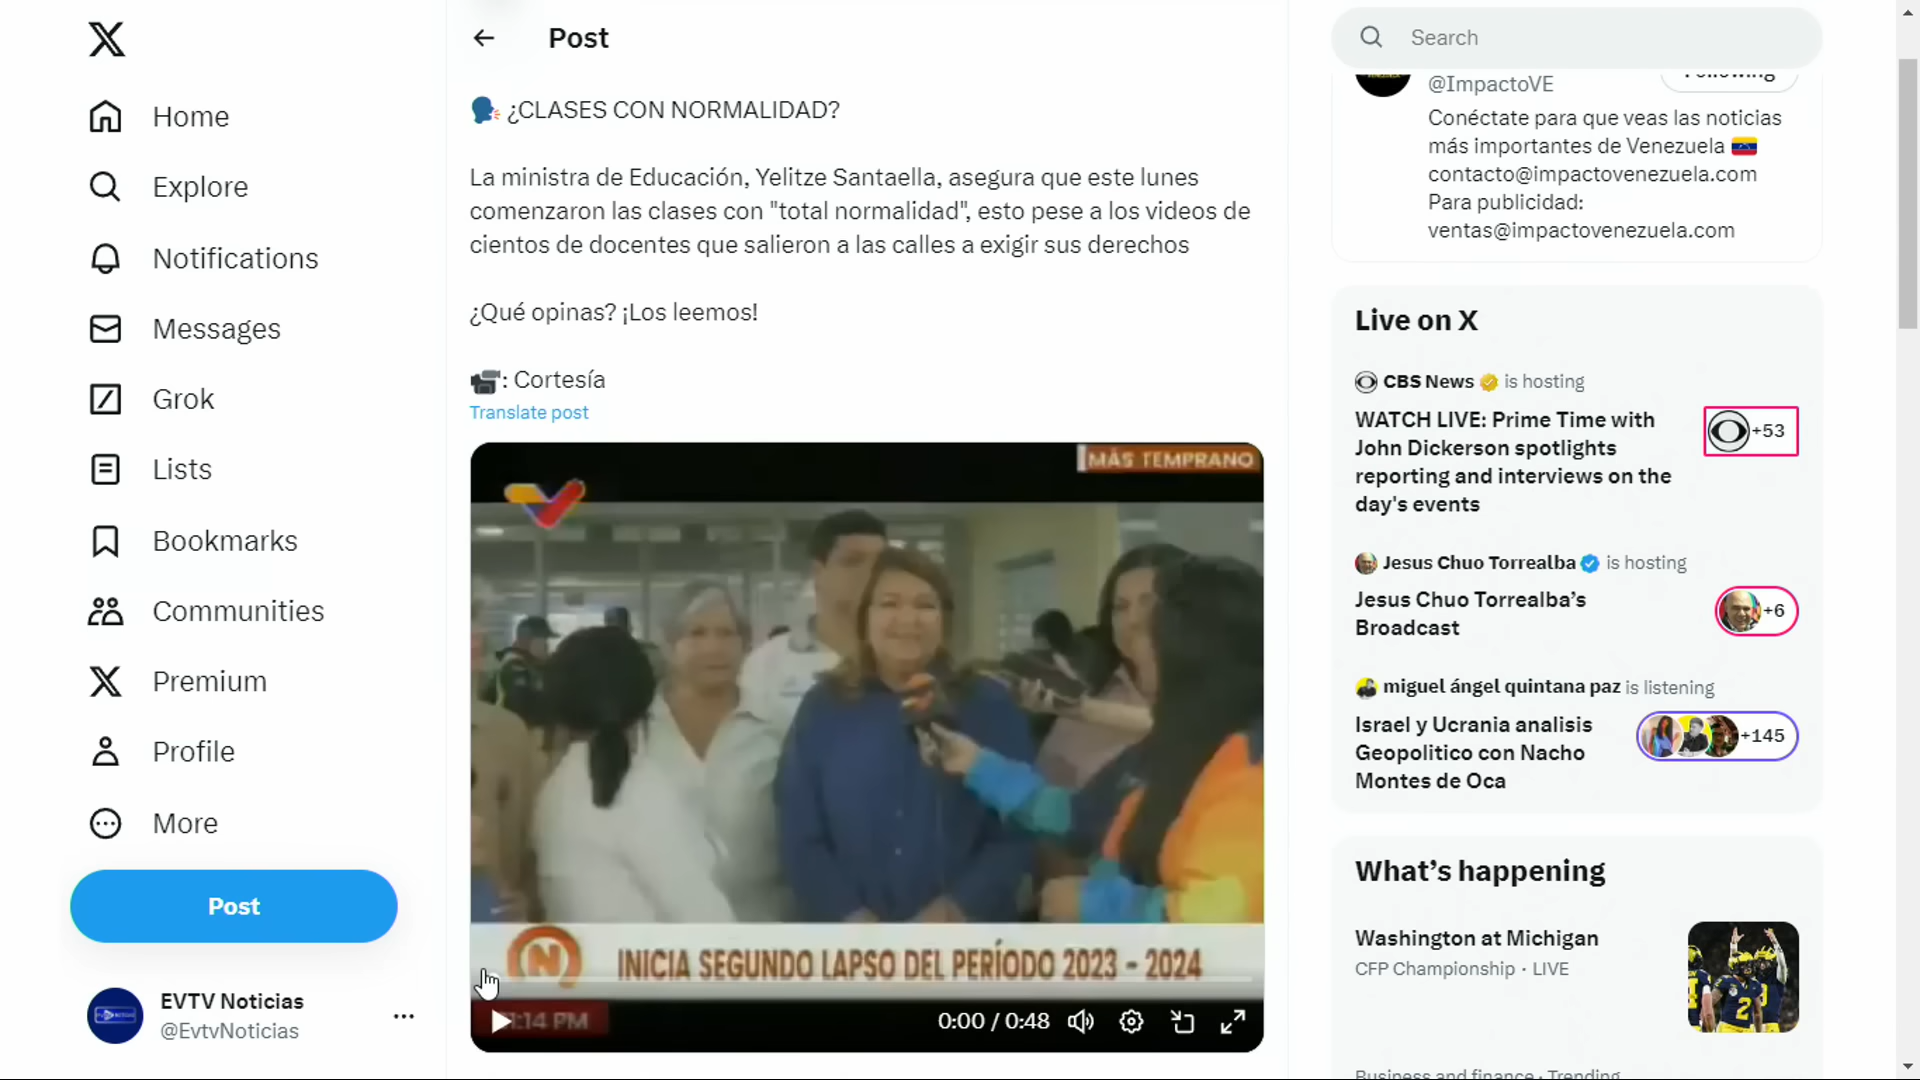 Home
Explore
Notifications
Messages
Grok
Lists
Bookmarks
Communities
Premium
Profile
More
Post
EVTV Noticias
@EvtvNoticias
Post
¿CLASES CON NORMALIDAD?
La ministra de Educación, Yelitze Santaella, asegura que este lunes
comenzaron las clases con "total normalidad", esto pese a los videos de
cientos de docentes que salieron a las calles a exigir sus derechos
¿Qué opinas? ¡Los leemos!
: Cortesía
Translate post
MÁS TEMPRANO
INICIA SEGUNDO LAPSO DEL PERÍODO 2023 - 2024
:14 PM
0:00 / 0:48
Search
Following
@ImpactoVE
Conéctate para que veas las noticias
más importantes de Venezuela
contacto@impactovenezuela.com
Para publicidad:
ventas@impactovenezuela.com
Live on X
CBS News is hosting
WATCH LIVE: Prime Time with
John Dickerson spotlights
reporting and interviews on the
day's events
+53
Jesus Chuo Torrealba is hosting
Jesus Chuo Torrealba’s
Broadcast
+6
miguel ángel quintana paz is listening
Israel y Ucrania analisis
Geopolitico con Nacho
Montes de Oca
+145
What’s happening
Washington at Michigan
CFP Championship · LIVE
Business and finance · Trending